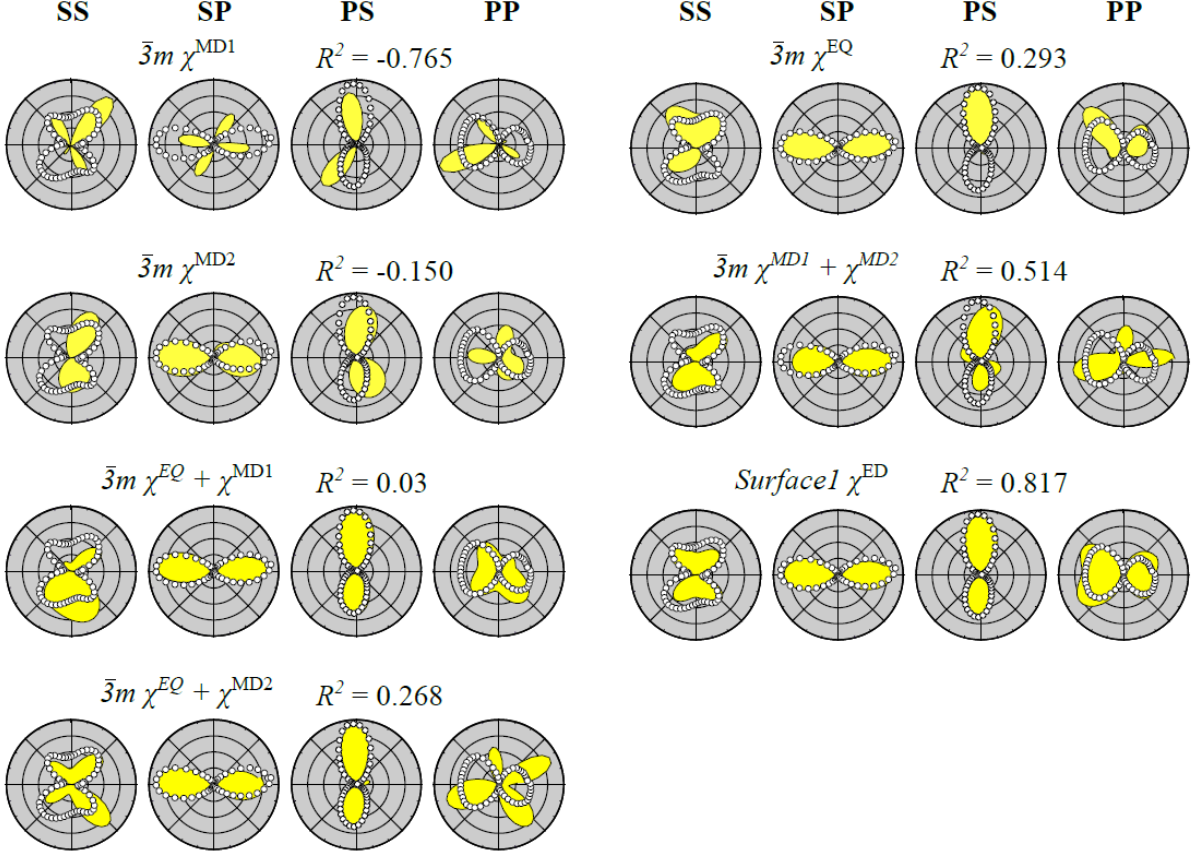 SS SP PS PP SS SP PS PP
3̄m χ^MD1 R² = -0.765
3̄m χ^EQ R² = 0.293
3̄m χ^MD2 R² = -0.150
3̄m χ^MD1 + χ^MD2 R² = 0.514
3̄m χ^EQ + χ^MD1 R² = 0.03
Surface1 χ^ED R² = 0.817
3̄m χ^EQ + χ^MD2 R² = 0.268